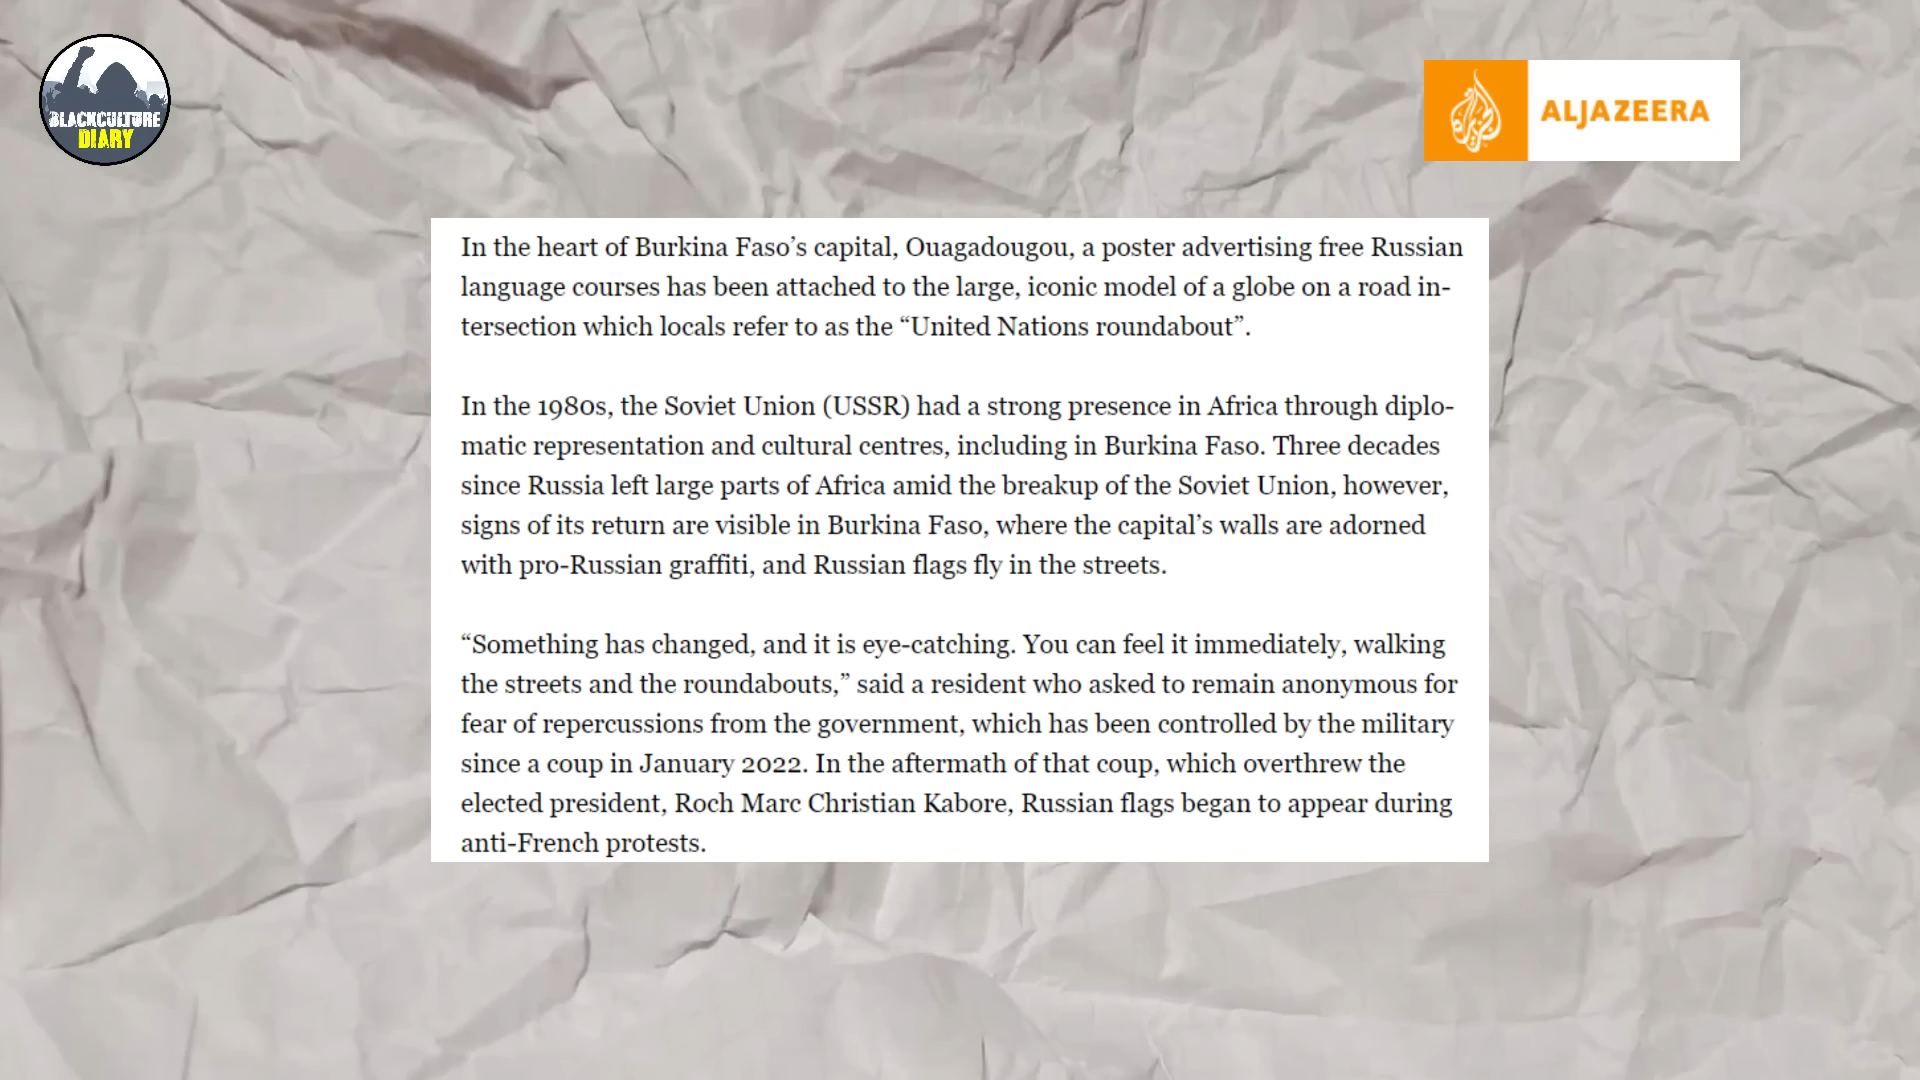 BLACKCULTURE
DIARY
ALJAZEERA
In the heart of Burkina Faso’s capital, Ouagadougou, a poster advertising free Russian
language courses has been attached to the large, iconic model of a globe on a road in-
tersection which locals refer to as the “United Nations roundabout”.
In the 1980s, the Soviet Union (USSR) had a strong presence in Africa through diplo-
matic representation and cultural centres, including in Burkina Faso. Three decades
since Russia left large parts of Africa amid the breakup of the Soviet Union, however,
signs of its return are visible in Burkina Faso, where the capital’s walls are adorned
with pro-Russian graffiti, and Russian flags fly in the streets.
“Something has changed, and it is eye-catching. You can feel it immediately, walking
the streets and the roundabouts,” said a resident who asked to remain anonymous for
fear of repercussions from the government, which has been controlled by the military
since a coup in January 2022. In the aftermath of that coup, which overthrew the
elected president, Roch Marc Christian Kabore, Russian flags began to appear during
anti-French protests.